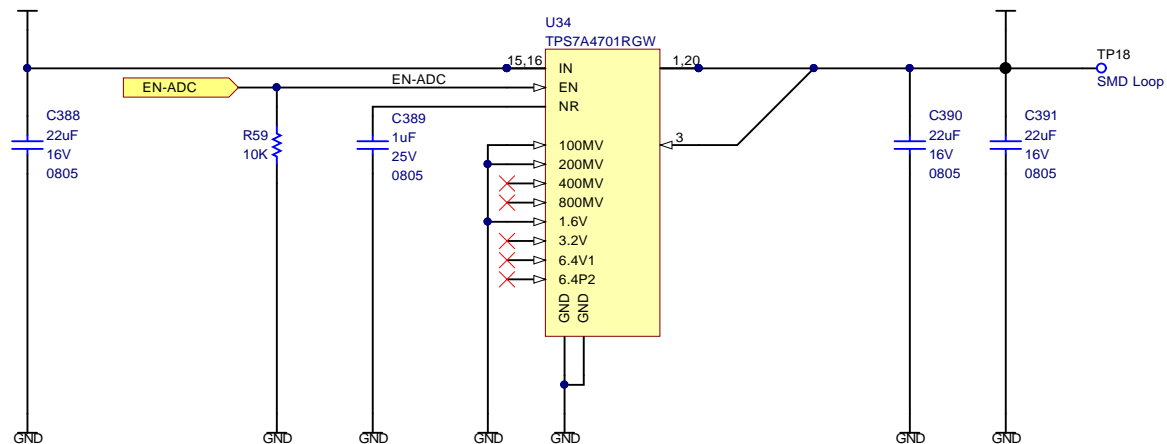 U34
TPS7A4701RGW
15,16
IN
1,20
EN-ADC
EN-ADC
EN
NR
3
TP18
SMD Loop
C388
22uF
16V
0805
R59
10K
C389
1uF
25V
0805
100MV
200MV
400MV
800MV
1.6V
3.2V
6.4V1
6.4P2
GND
GND
C390
22uF
16V
0805
C391
22uF
16V
0805
GND
GND
GND
GND
GND
GND
GND